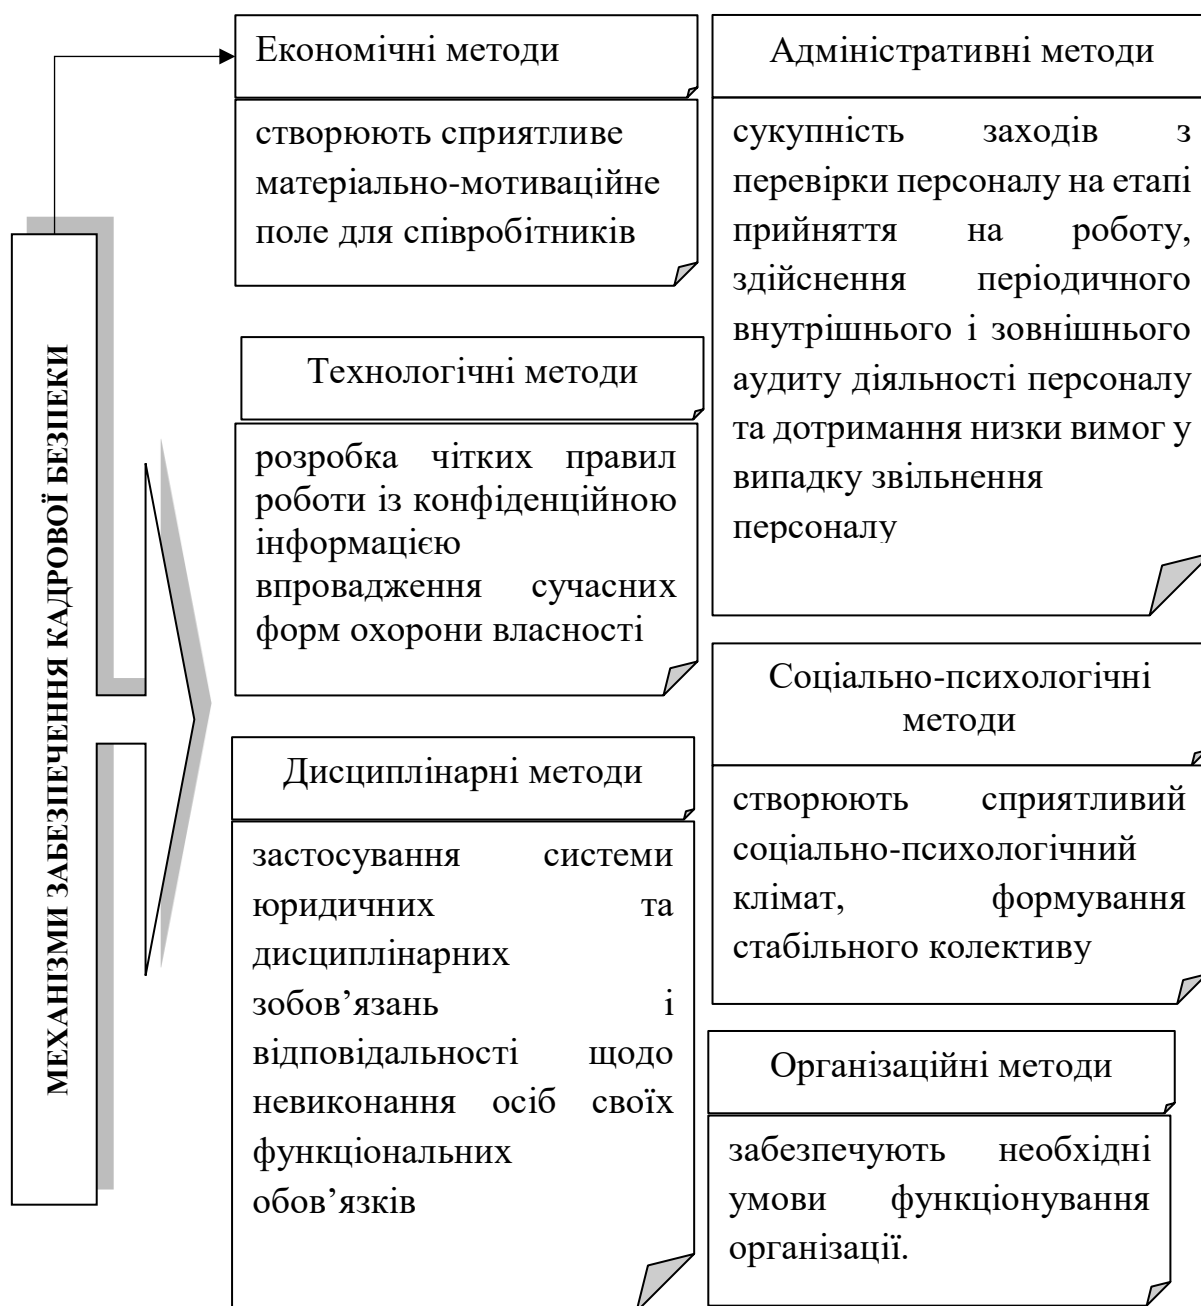 МЕХАНІЗМИ ЗАБЕЗПЕЧЕННЯ КАДРОВОЇ БЕЗПЕКИ
Економічні методи
створюють сприятливе
матеріально-мотиваційне
поле для співробітників
Технологічні методи
розробка чітких правил
роботи із конфіденційною
інформацією
впровадження сучасних
форм охорони власності
Дисциплінарні методи
застосування системи
юридичних та
дисциплінарних
зобов’язань і
відповідальності щодо
невиконання осіб своїх
функціональних
обов’язків
Адміністративні методи
сукупність заходів з
перевірки персоналу на етапі
прийняття на роботу,
здійснення періодичного
внутрішнього і зовнішнього
аудиту діяльності персоналу
та дотримання низки вимог у
випадку звільнення
персоналу
Соціально-психологічні
методи
створюють сприятливий
соціально-психологічний
клімат, формування
стабільного колективу
Організаційні методи
забезпечують необхідні
умови функціонування
організації.